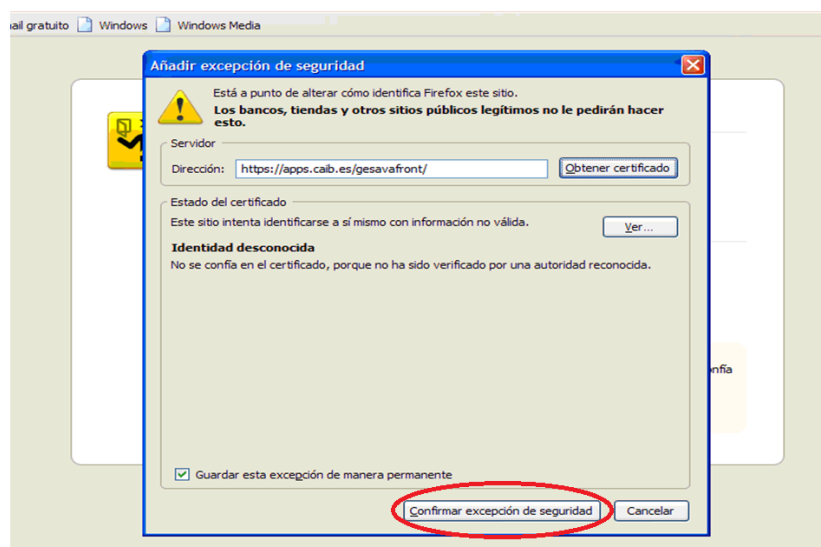 ail gratuito Windows Windows Media
Añadir excepción de seguridad
Está a punto de alterar cómo identifica Firefox este sitio.
Los bancos, tiendas y otros sitios públicos legítimos no le pedirán hacer
esto.
Servidor
Dirección: https://apps.caib.es/gesavafront/ Obtener certificado
Estado del certificado
Este sitio intenta identificarse a sí mismo con información no válida. Ver...
Identidad desconocida
No se confía en el certificado, porque no ha sido verificado por una autoridad reconocida.
nfía
Guardar esta excepción de manera permanente
Confirmar excepción de seguridad Cancelar